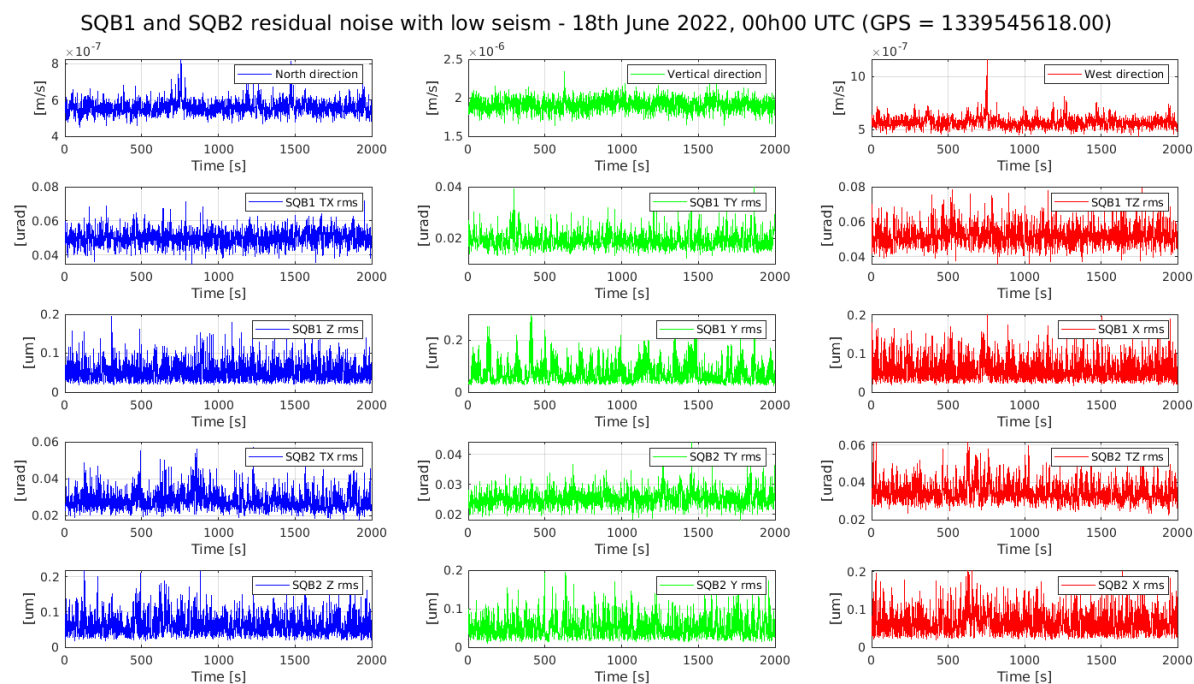 SQB1 and SQB2 residual noise with low seism - 18th June 2022, 00h00 UTC (GPS = 1339545618.00)
×10⁻⁷ ×10⁻⁶ ×10⁻⁷
North direction Vertical direction West direction
[m/s] [m/s] [m/s]
8 6 4 2.5 2 1.5 10 5
0 500 1000 1500 2000 0 500 1000 1500 2000 0 500 1000 1500 2000
Time [s] Time [s] Time [s]
SQB1 TX rms SQB1 TY rms SQB1 TZ rms
[urad] [urad] [urad]
0.08 0.06 0.04 0.04 0.02 0.08 0.06 0.04
0 500 1000 1500 2000 0 500 1000 1500 2000 0 500 1000 1500 2000
Time [s] Time [s] Time [s]
SQB1 Z rms SQB1 Y rms SQB1 X rms
[um] [um] [um]
0.2 0.1 0 0.2 0 0.2 0.1 0
0 500 1000 1500 2000 0 500 1000 1500 2000 0 500 1000 1500 2000
Time [s] Time [s] Time [s]
SQB2 TX rms SQB2 TY rms SQB2 TZ rms
[urad] [urad] [urad]
0.06 0.04 0.02 0.04 0.03 0.02 0.06 0.04 0.02
0 500 1000 1500 2000 0 500 1000 1500 2000 0 500 1000 1500 2000
Time [s] Time [s] Time [s]
SQB2 Z rms SQB2 Y rms SQB2 X rms
[um] [um] [um]
0.2 0.1 0 0.2 0.1 0 0.2 0.1 0
0 500 1000 1500 2000 0 500 1000 1500 2000 0 500 1000 1500 2000
Time [s] Time [s] Time [s]